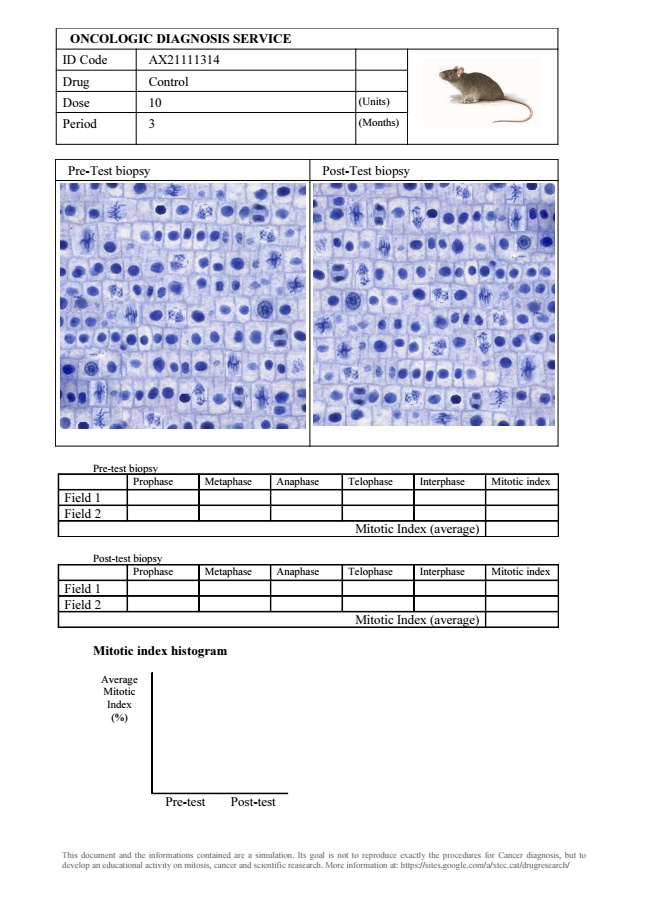 ONCOLOGIC DIAGNOSIS SERVICE
ID Code AX21111314
Drug Control
Dose 10 (Units)
Period 3 (Months)
Pre-Test biopsy Post-Test biopsy
Pre-test biopsy
Prophase Metaphase Anaphase Telophase Interphase Mitotic index
Field 1
Field 2
Mitotic Index (average)
Post-test biopsy
Prophase Metaphase Anaphase Telophase Interphase Mitotic index
Field 1
Field 2
Mitotic Index (average)
Mitotic index histogram
Average
Mitotic
Index
(%)
Pre-test Post-test
This document and the informations contained are a simulation. Its goal is not to reproduce exactly the procedures for Cancer diagnosis, but to
develop an educational activity on mitosis, cancer and scientific reasearch. More information at: https://sites.google.com/a/xtec.cat/drugresearch/